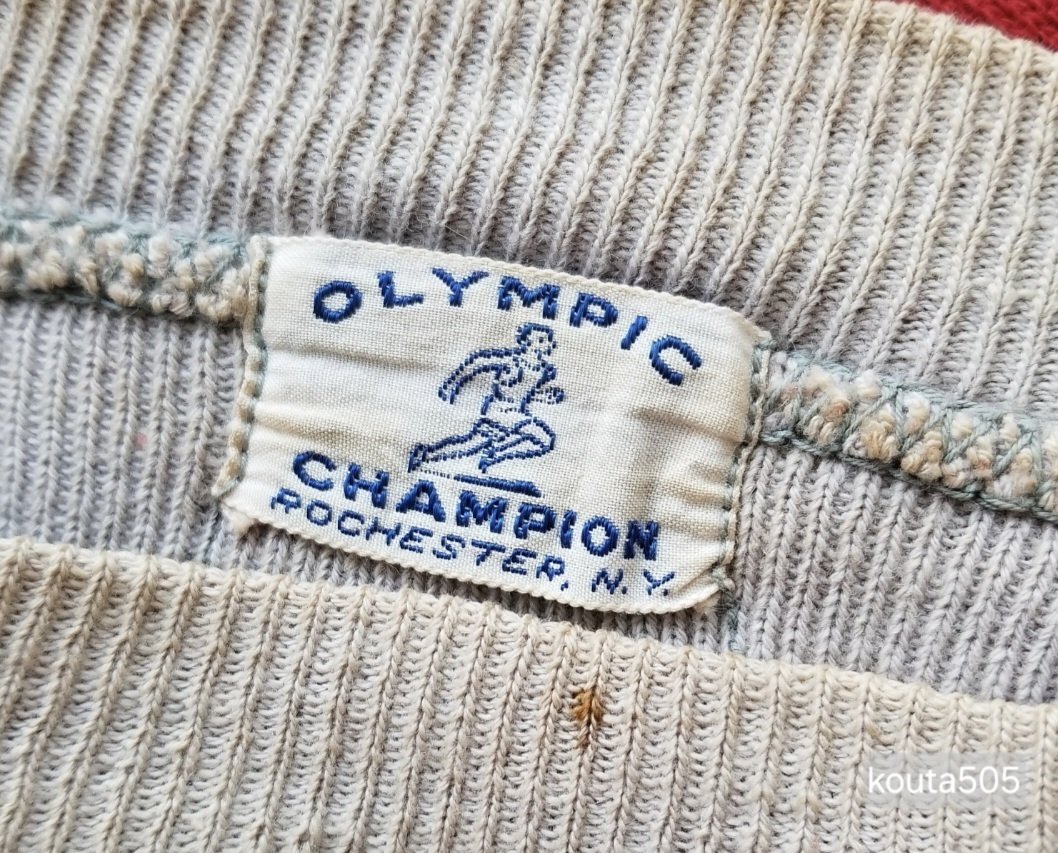 OLYMPIC
CHAMPION
ROCHESTER, N.Y.
kouta505